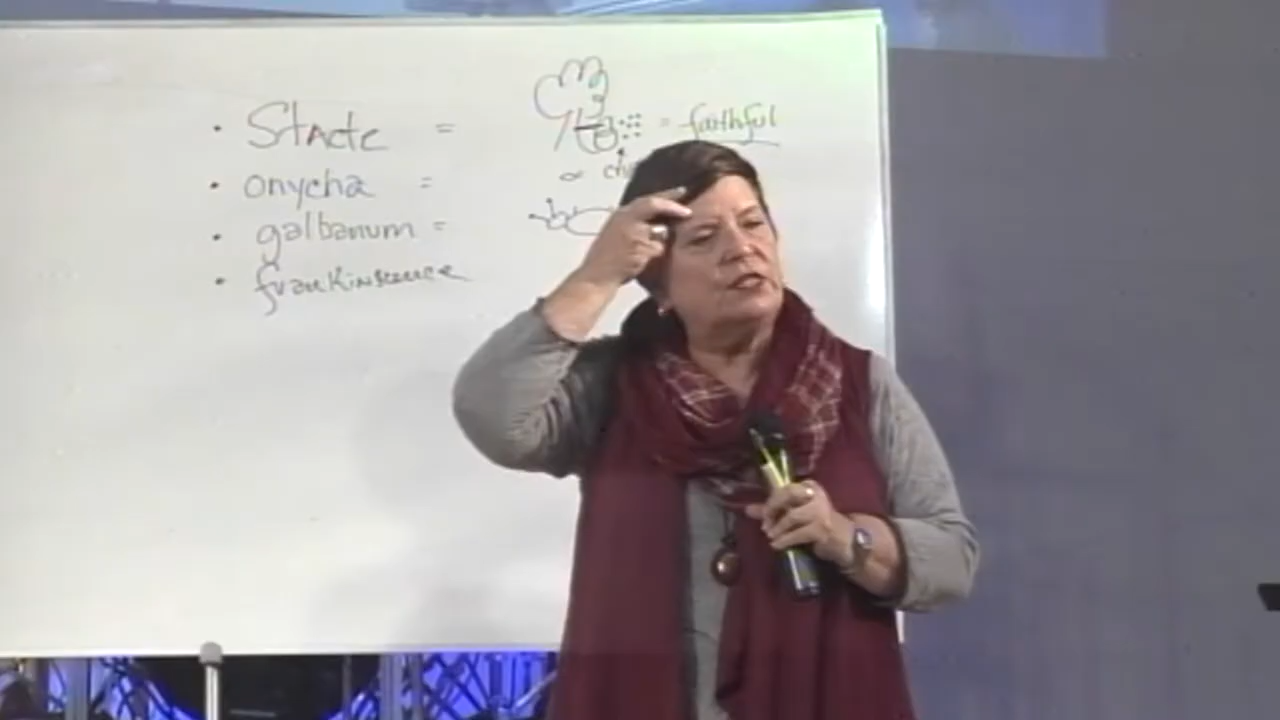 • Stacte = = faithful
• onycha =
• galbanum =
• frankinsence